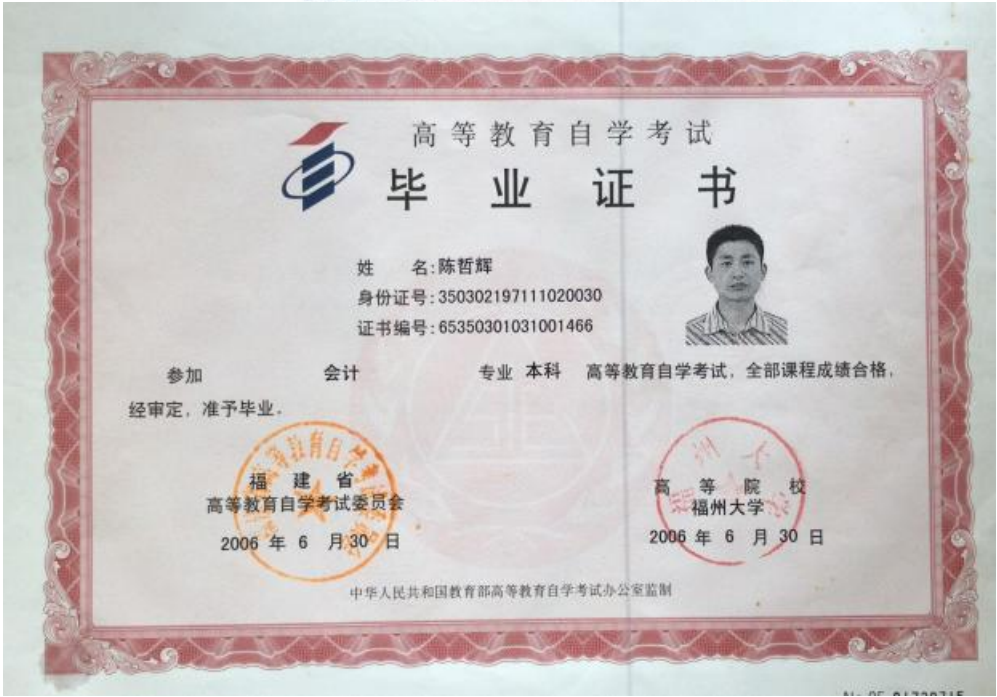 高等教育自学考试
毕业证书
姓 名:陈哲辉
身份证号:350302197111020030
证书编号:65350301031001466
参加 会计 专业 本科 高等教育自学考试，全部课程成绩合格，
经审定，准予毕业．
福建省
高等教育自学考试委员会
2006 年 6 月 30 日
高等院校
福州大学
2006 年 6 月 30 日
中华人民共和国教育部高等教育自学考试办公室监制